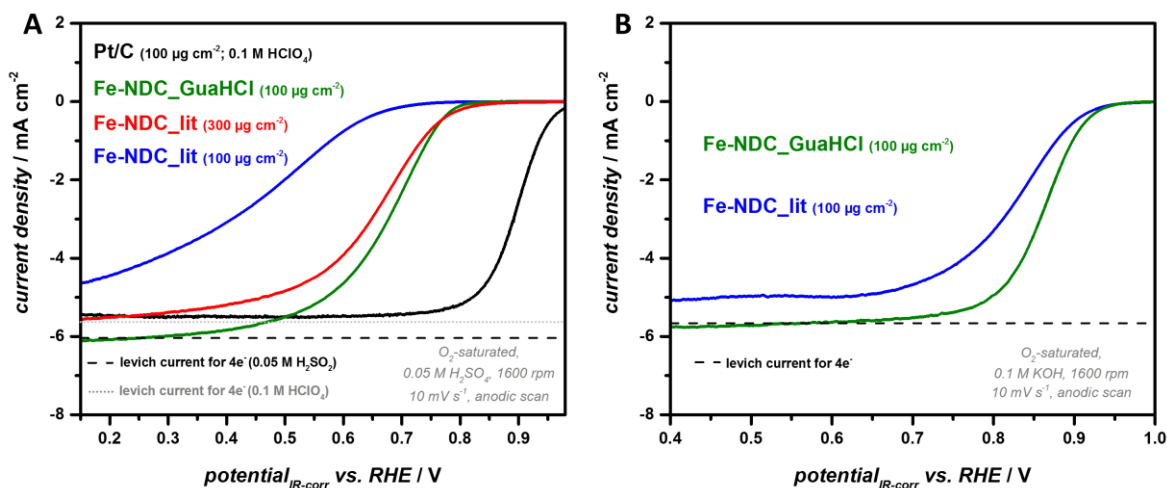 A
Pt/C (100 µg cm⁻²; 0.1 M HClO₄)
Fe-NDC_GuaHCl (100 µg cm⁻²)
Fe-NDC_lit (300 µg cm⁻²)
Fe-NDC_lit (100 µg cm⁻²)
levich current for 4e⁻ (0.05 M H₂SO₂)
levich current for 4e⁻ (0.1 M HClO₄)
O₂-saturated,
0.05 M H₂SO₄, 1600 rpm
10 mV s⁻¹, anodic scan
current density / mA cm⁻²
2
0
-2
-4
-6
-8
0.2 0.3 0.4 0.5 0.6 0.7 0.8 0.9
potential_IR-corr vs. RHE / V
B
Fe-NDC_GuaHCl (100 µg cm⁻²)
Fe-NDC_lit (100 µg cm⁻²)
levich current for 4e⁻
O₂-saturated,
0.1 M KOH, 1600 rpm
10 mV s⁻¹, anodic scan
current density / mA cm⁻²
2
0
-2
-4
-6
-8
0.4 0.5 0.6 0.7 0.8 0.9 1.0
potential_IR-corr vs. RHE / V